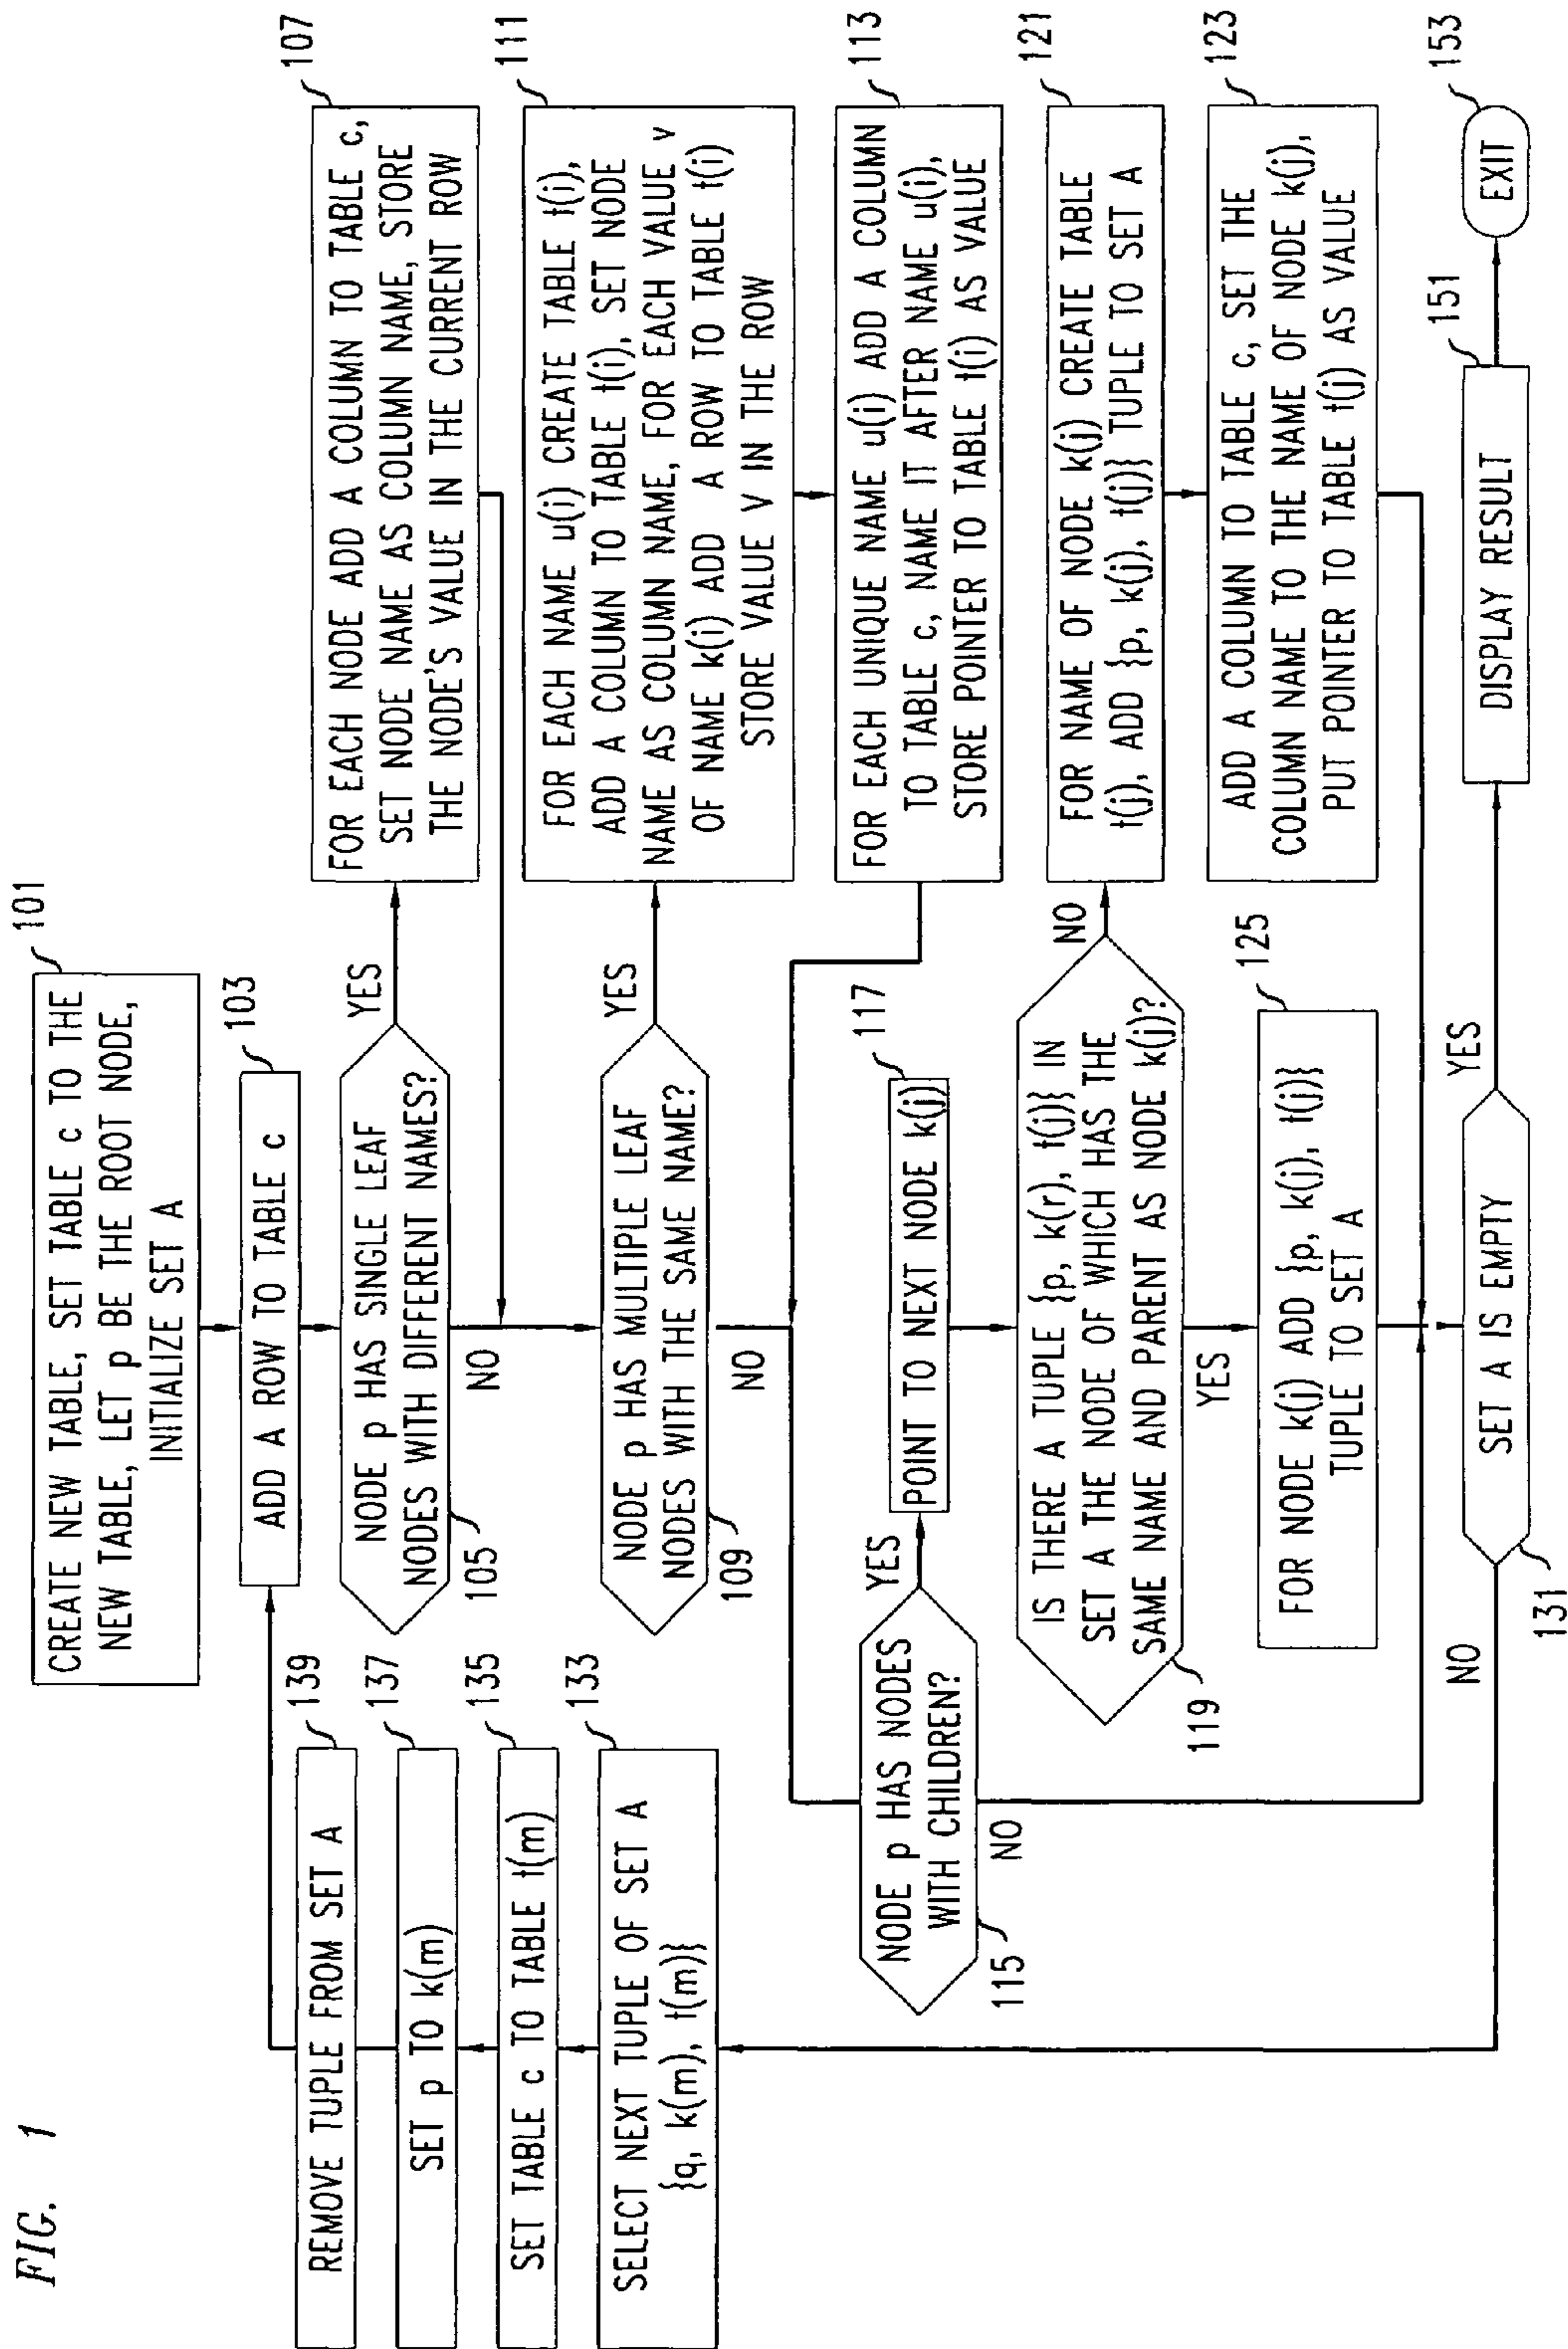 FIG. 1
CREATE NEW TABLE, SET TABLE c TO THE
NEW TABLE, LET p BE THE ROOT NODE,
INITIALIZE SET A
101
ADD A ROW TO TABLE c
103
NODE p HAS SINGLE LEAF
NODES WITH DIFFERENT NAMES?
105
YES
NO
FOR EACH NODE ADD A COLUMN TO TABLE c,
SET NODE NAME AS COLUMN NAME, STORE
THE NODE'S VALUE IN THE CURRENT ROW
107
NODE p HAS MULTIPLE LEAF
NODES WITH THE SAME NAME?
109
YES
NO
FOR EACH NAME u(i) CREATE TABLE t(i),
ADD A COLUMN TO TABLE t(i), SET NODE
NAME AS COLUMN NAME, FOR EACH VALUE v
OF NAME k(i) ADD A ROW TO TABLE t(i)
STORE VALUE V IN THE ROW
111
FOR EACH UNIQUE NAME u(i) ADD A COLUMN
TO TABLE c, NAME IT AFTER NAME u(i),
STORE POINTER TO TABLE t(i) AS VALUE
113
NODE p HAS NODES
WITH CHILDREN?
115
YES
NO
POINT TO NEXT NODE k(j)
117
IS THERE A TUPLE {p, k(r), t(j)} IN
SET A THE NODE OF WHICH HAS THE
SAME NAME AND PARENT AS NODE k(j)?
119
NO
YES
FOR NAME OF NODE k(j) CREATE TABLE
t(j), ADD {p, k(j), t(j)} TUPLE TO SET A
121
ADD A COLUMN TO TABLE c, SET THE
COLUMN NAME TO THE NAME OF NODE k(j),
PUT POINTER TO TABLE t(j) AS VALUE
123
FOR NODE k(j) ADD {p, k(j), t(j)}
TUPLE TO SET A
125
SET A IS EMPTY
131
YES
NO
DISPLAY RESULT
151
EXIT
153
SELECT NEXT TUPLE OF SET A
{q, k(m), t(m)}
133
SET TABLE c TO TABLE t(m)
135
SET p TO k(m)
137
REMOVE TUPLE FROM SET A
139